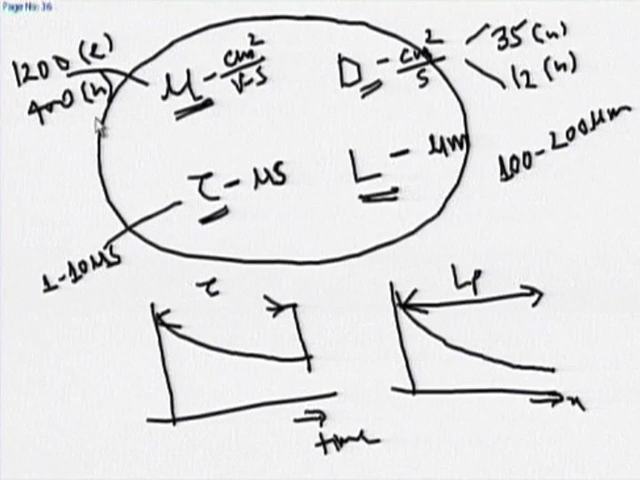 Page No: 36
1200 (e)
400 (h)
μ - cm²/V-S
D - cm²/S
35 (n)
12 (h)
τ - μS
L - μm
100-200μm
1-10μS
τ
Lp
time
x